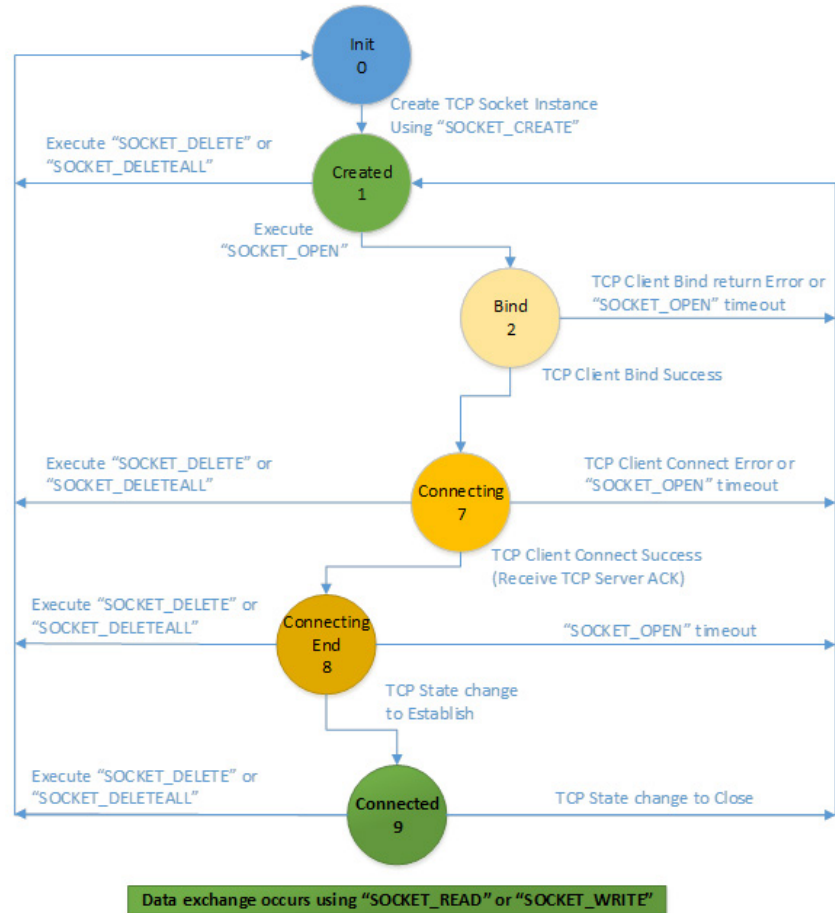 Init
0
Create TCP Socket Instance
Using “SOCKET_CREATE”
Execute “SOCKET_DELETE” or
“SOCKET_DELETEALL”
Created
1
Execute
“SOCKET_OPEN”
TCP Client Bind return Error or
“SOCKET_OPEN” timeout
Bind
2
TCP Client Bind Success
Execute “SOCKET_DELETE” or
“SOCKET_DELETEALL”
Connecting
7
TCP Client Connect Error or
“SOCKET_OPEN” timeout
TCP Client Connect Success
(Receive TCP Server ACK)
Execute “SOCKET_DELETE” or
“SOCKET_DELETEALL”
Connecting
End
8
“SOCKET_OPEN” timeout
TCP State change
to Establish
Execute “SOCKET_DELETE” or
“SOCKET_DELETEALL”
Connected
9
TCP State change to Close
Data exchange occurs using “SOCKET_READ” or “SOCKET_WRITE”